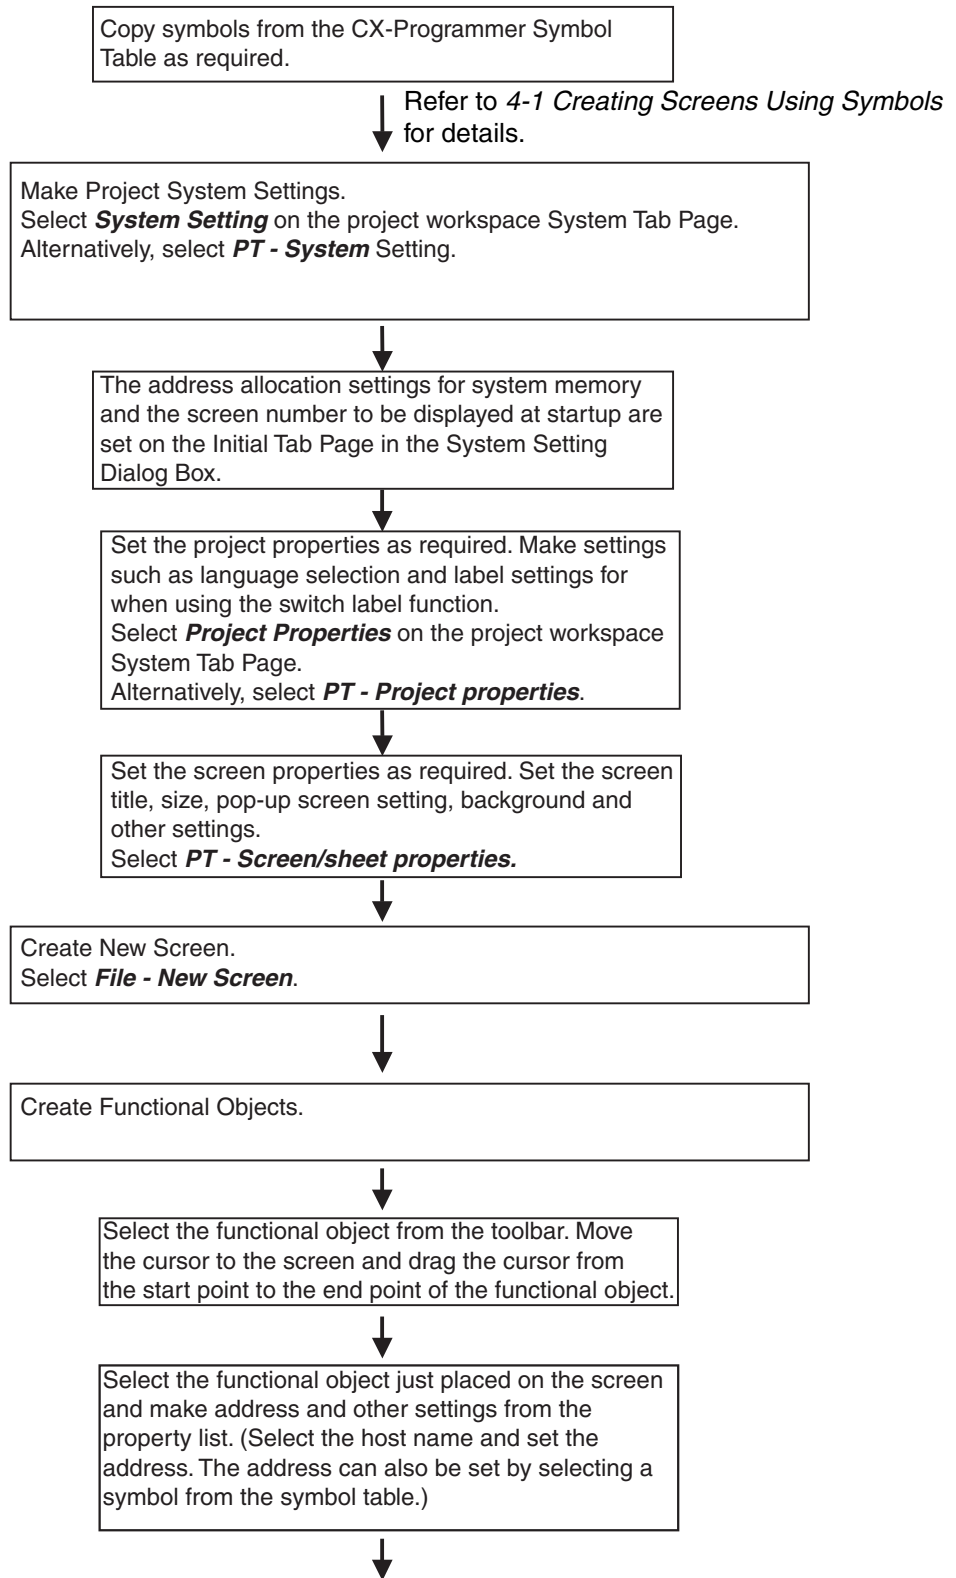 Copy symbols from the CX-Programmer Symbol
Table as required.
Refer to 4-1 Creating Screens Using Symbols
for details.
Make Project System Settings.
Select System Setting on the project workspace System Tab Page.
Alternatively, select PT - System Setting.
The address allocation settings for system memory
and the screen number to be displayed at startup are
set on the Initial Tab Page in the System Setting
Dialog Box.
Set the project properties as required. Make settings
such as language selection and label settings for
when using the switch label function.
Select Project Properties on the project workspace
System Tab Page.
Alternatively, select PT - Project properties.
Set the screen properties as required. Set the screen
title, size, pop-up screen setting, background and
other settings.
Select PT - Screen/sheet properties.
Create New Screen.
Select File - New Screen.
Create Functional Objects.
Select the functional object from the toolbar. Move
the cursor to the screen and drag the cursor from
the start point to the end point of the functional object.
Select the functional object just placed on the screen
and make address and other settings from the
property list. (Select the host name and set the
address. The address can also be set by selecting a
symbol from the symbol table.)